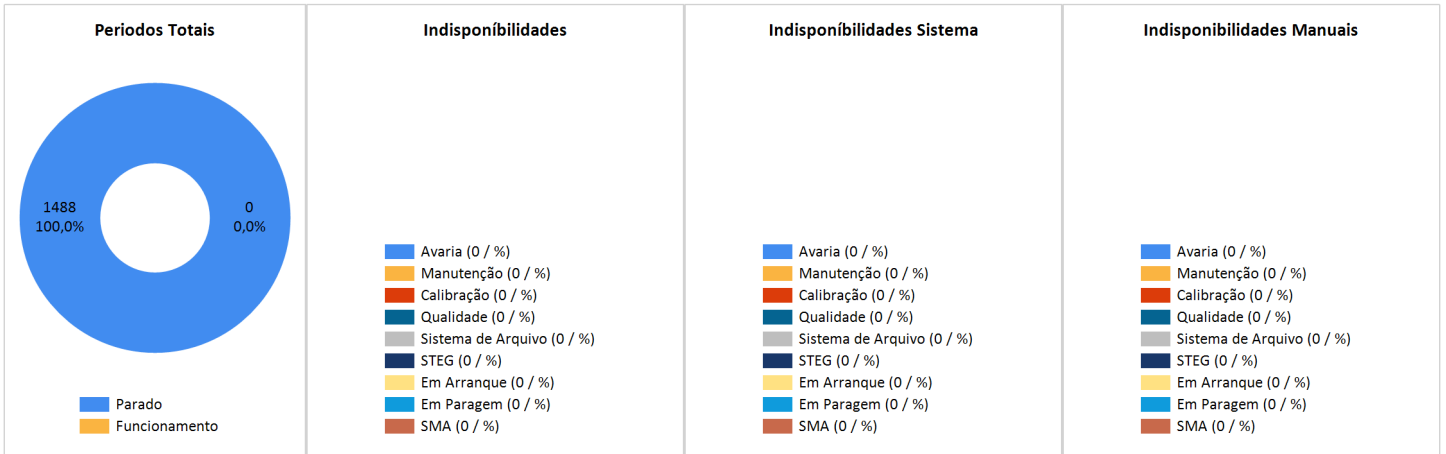 Periodos Totais
1488
100,0%
0
0,0%
Parado
Funcionamento
Indisponíbilidades
Avaria (0 / %)
Manutenção (0 / %)
Calibração (0 / %)
Qualidade (0 / %)
Sistema de Arquivo (0 / %)
STEG (0 / %)
Em Arranque (0 / %)
Em Paragem (0 / %)
SMA (0 / %)
Indisponíbilidades Sistema
Avaria (0 / %)
Manutenção (0 / %)
Calibração (0 / %)
Qualidade (0 / %)
Sistema de Arquivo (0 / %)
STEG (0 / %)
Em Arranque (0 / %)
Em Paragem (0 / %)
SMA (0 / %)
Indisponíbilidades Manuais
Avaria (0 / %)
Manutenção (0 / %)
Calibração (0 / %)
Qualidade (0 / %)
Sistema de Arquivo (0 / %)
STEG (0 / %)
Em Arranque (0 / %)
Em Paragem (0 / %)
SMA (0 / %)